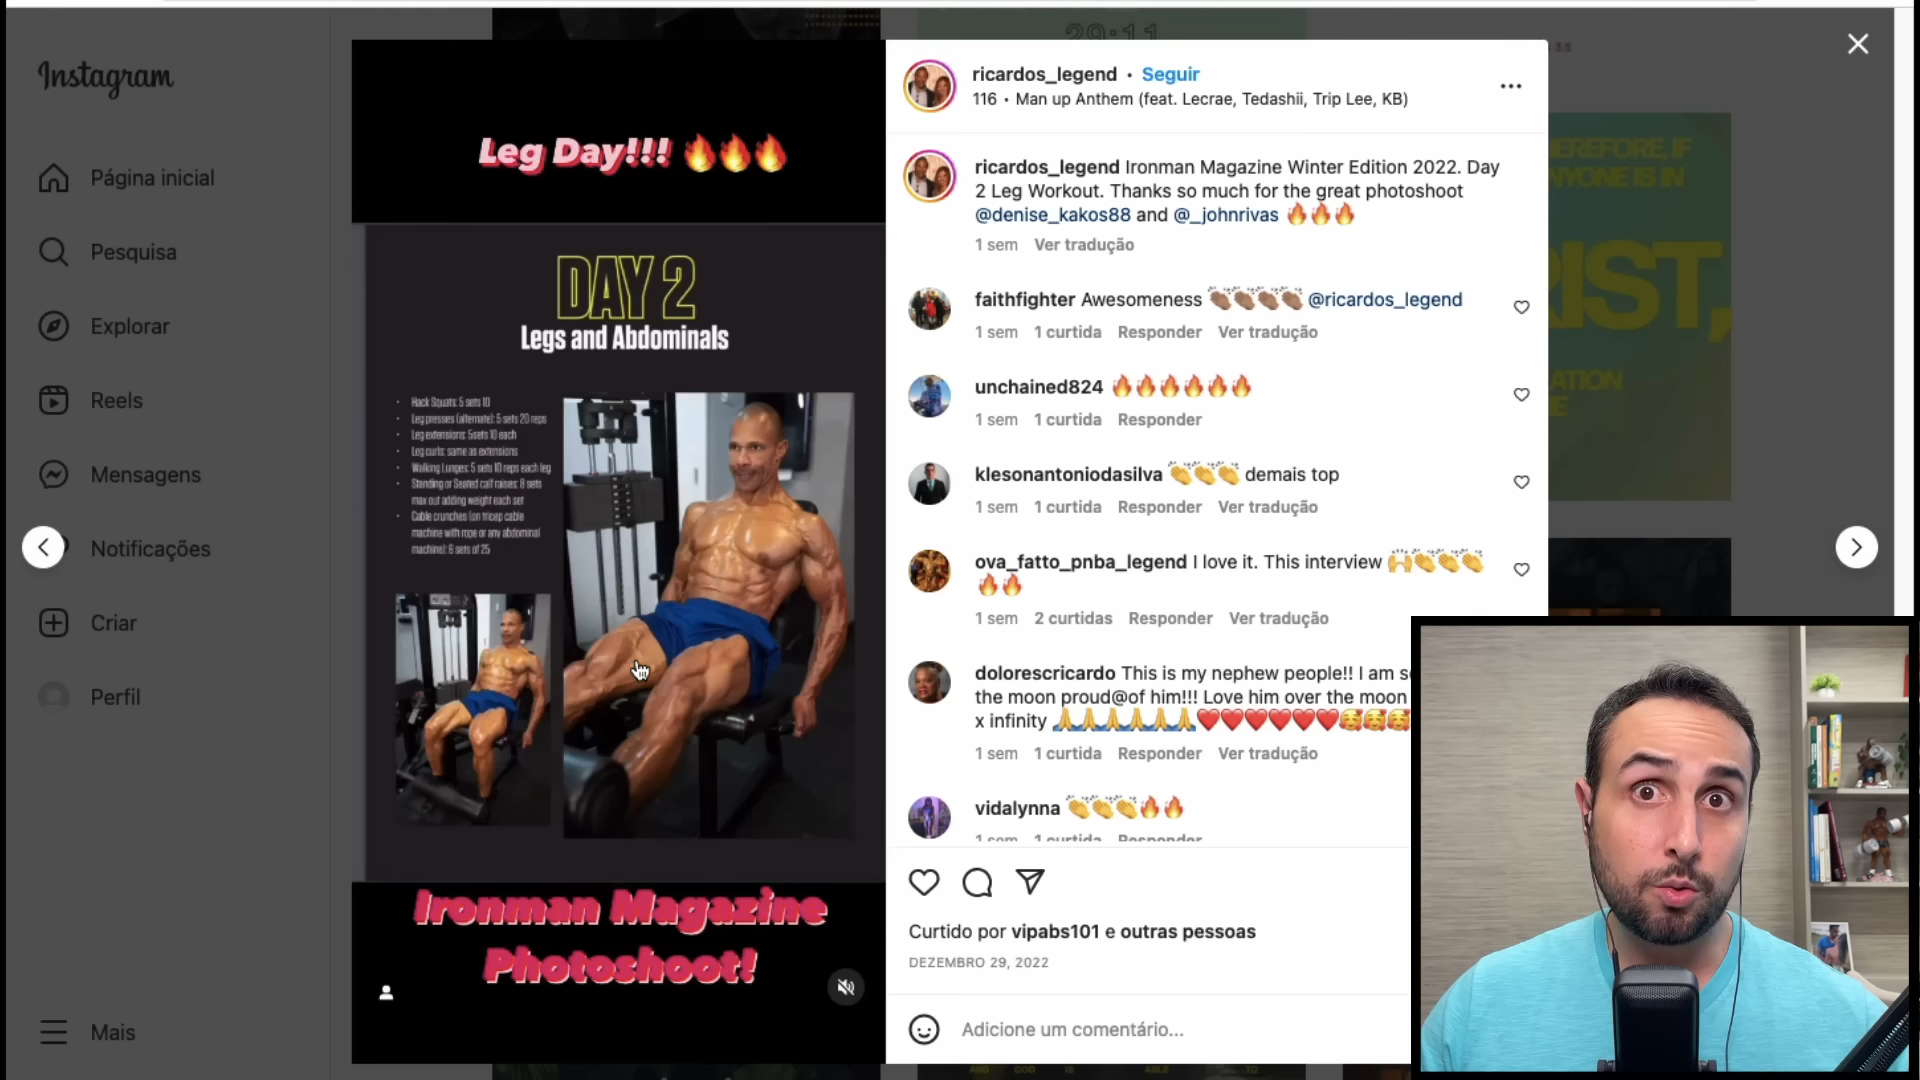 Instagram
Página inicial
Pesquisa
Explorar
Reels
Mensagens
Notificações
Criar
Perfil
Mais
29:11
Leg Day!!! 🔥🔥🔥
DAY 2
Legs and Abdominals
• Hack Squats: 5 sets 10
• Leg presses (alternate): 5 sets 20 reps
• Leg extensions: 5sets 10 each
• Leg curls: same as extensions
• Walking Lunges: 5 sets 10 reps each leg
• Standing or Seated calf raises: 8 sets
max out adding weight each set
• Cable crunches (on tricep cable
machine with rope or any abdominal
machine): 6 sets of 25
Ironman Magazine
Photoshoot!
ricardos_legend • Seguir
116 • Man up Anthem (feat. Lecrae, Tedashii, Trip Lee, KB)
ricardos_legend Ironman Magazine Winter Edition 2022. Day
2 Leg Workout. Thanks so much for the great photoshoot
@denise_kakos88 and @_johnrivas 🔥🔥🔥
1 sem Ver tradução
faithfighter Awesomeness 👏🏽👏🏽👏🏽👏🏽 @ricardos_legend
1 sem 1 curtida Responder Ver tradução
unchained824 🔥🔥🔥🔥🔥🔥
1 sem 1 curtida Responder
klesonantoniodasilva 👏👏👏 demais top
1 sem 1 curtida Responder Ver tradução
ova_fatto_pnba_legend I love it. This interview 🙌👏👏👏
🔥🔥
1 sem 2 curtidas Responder Ver tradução
dolorescricardo This is my nephew people!! I am
the moon proud@of him!!! Love him over the moon
x infinity 🙏🙏🙏🙏🙏🙏❤️❤️❤️❤️❤️❤️🥰🥰🥰
1 sem 1 curtida Responder Ver tradução
vidalynna 👏👏👏🔥🔥
1 sem 1 curtida Responder
Curtido por vipabs101 e outras pessoas
DEZEMBRO 29, 2022
Adicione um comentário...